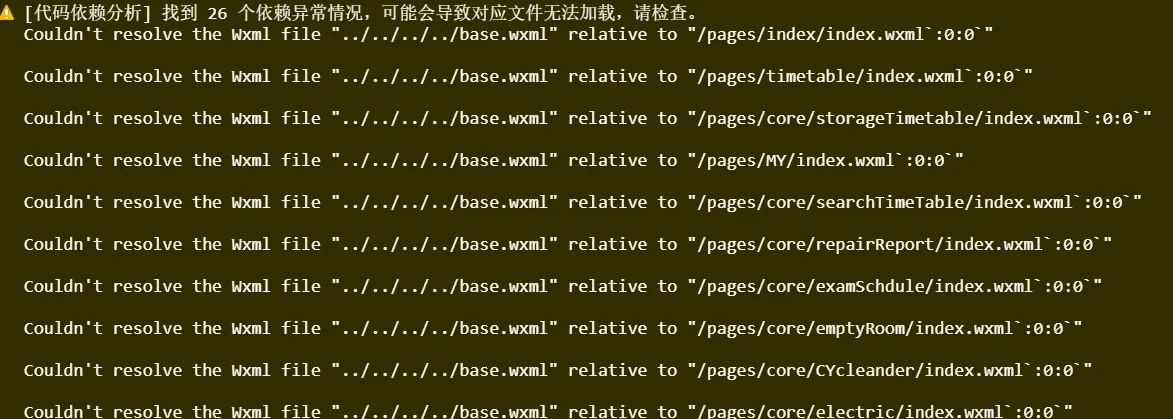 [代码依赖分析] 找到 26 个依赖异常情况，可能会导致对应文件无法加载，请检查。
Couldn't resolve the Wxml file "../../../../base.wxml" relative to "/pages/index/index.wxml`:0:0`"
Couldn't resolve the Wxml file "../../../../base.wxml" relative to "/pages/timetable/index.wxml`:0:0`"
Couldn't resolve the Wxml file "../../../../base.wxml" relative to "/pages/core/storageTimetable/index.wxml`:0:0`"
Couldn't resolve the Wxml file "../../../../base.wxml" relative to "/pages/MY/index.wxml`:0:0`"
Couldn't resolve the Wxml file "../../../../base.wxml" relative to "/pages/core/searchTimeTable/index.wxml`:0:0`"
Couldn't resolve the Wxml file "../../../../base.wxml" relative to "/pages/core/repairReport/index.wxml`:0:0`"
Couldn't resolve the Wxml file "../../../../base.wxml" relative to "/pages/core/examSchdule/index.wxml`:0:0`"
Couldn't resolve the Wxml file "../../../../base.wxml" relative to "/pages/core/emptyRoom/index.wxml`:0:0`"
Couldn't resolve the Wxml file "../../../../base.wxml" relative to "/pages/core/CYcleander/index.wxml`:0:0`"
Couldn't resolve the Wxml file "../../../../base.wxml" relative to "/pages/core/electric/index.wxml`:0:0`"